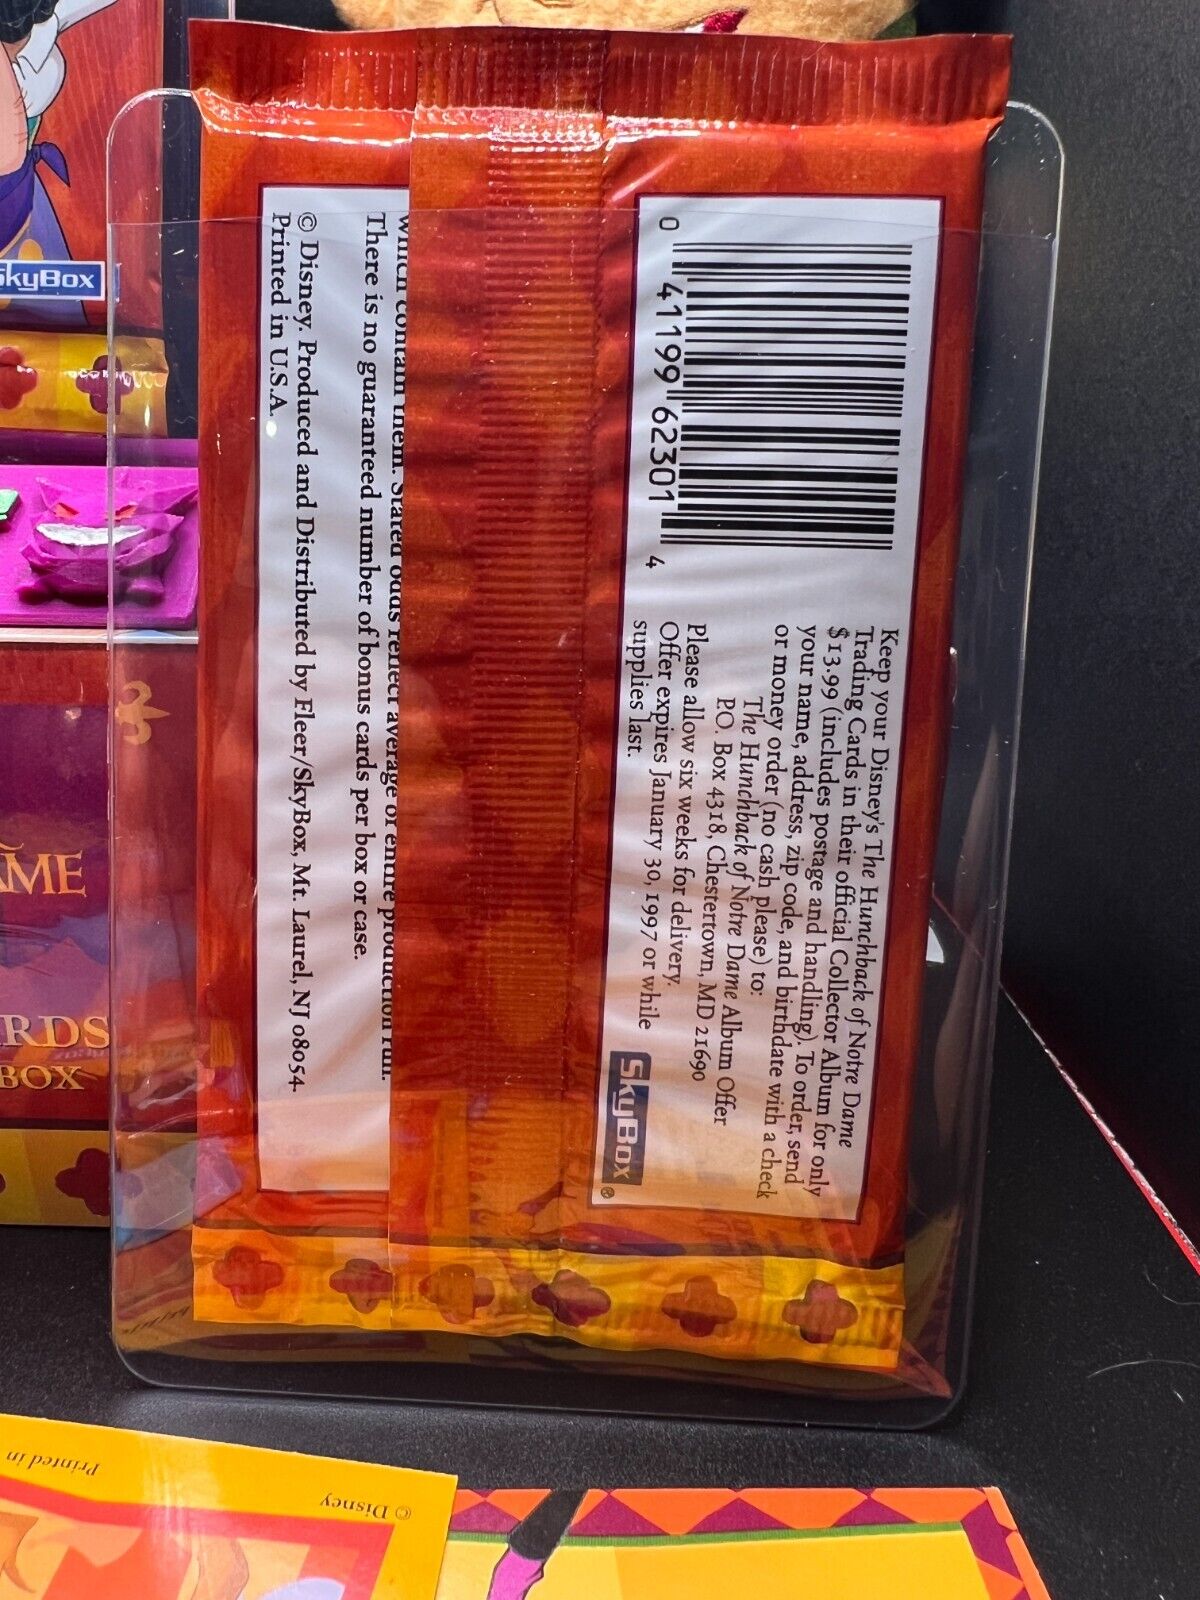 0 41199 62301 4
Keep your Disney's The Hunchback of Notre Dame
Trading Cards in their official Collector Album for only
$13.99 (includes postage and handling). To order, send
your name, address, zip code, and birthdate with a check
or money order (no cash please) to:
The Hunchback of Notre Dame Album Offer
P.O. Box 4318, Chestertown, MD 21690
Please allow six weeks for delivery.
Offer expires January 30, 1997 or while
supplies last.
SkyBox®
which contain them. Stated odds reflect average of entire production run.
There is no guaranteed number of bonus cards per box or case.
© Disney. Produced and Distributed by Fleer/SkyBox, Mt. Laurel, NJ 08054.
Printed in U.S.A.
SkyBox
AME
RDS
BOX
© Disney
Printed in